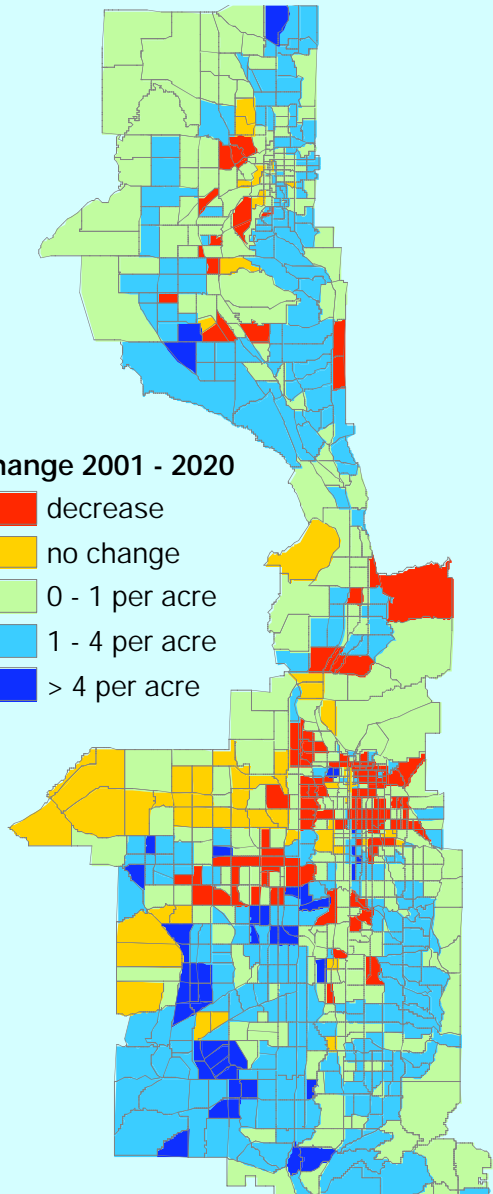 hange 2001 - 2020
decrease
no change
0 - 1 per acre
1 - 4 per acre
> 4 per acre